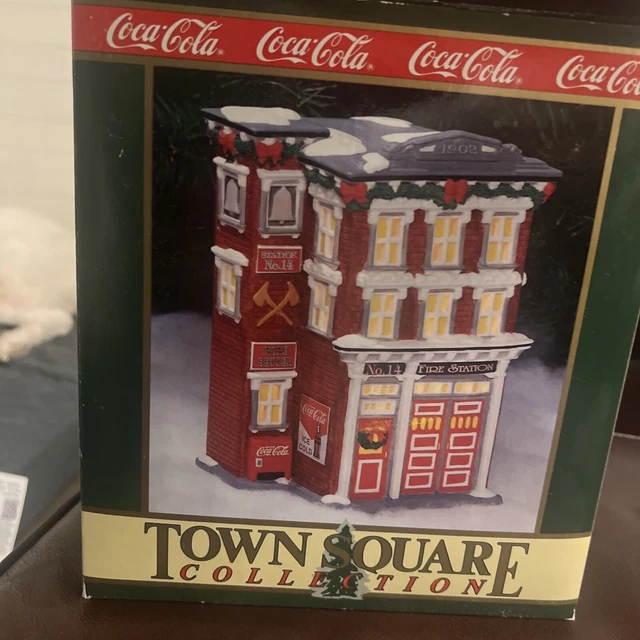 Coca-Cola® Coca-Cola® Coca-Cola® Coca-Co
1902
STATION
No. 14
No. 14 FIRE STATION
Coca-Cola
ICE
COLD
Coca-Cola
TOWN SQUARE
COLLECTION